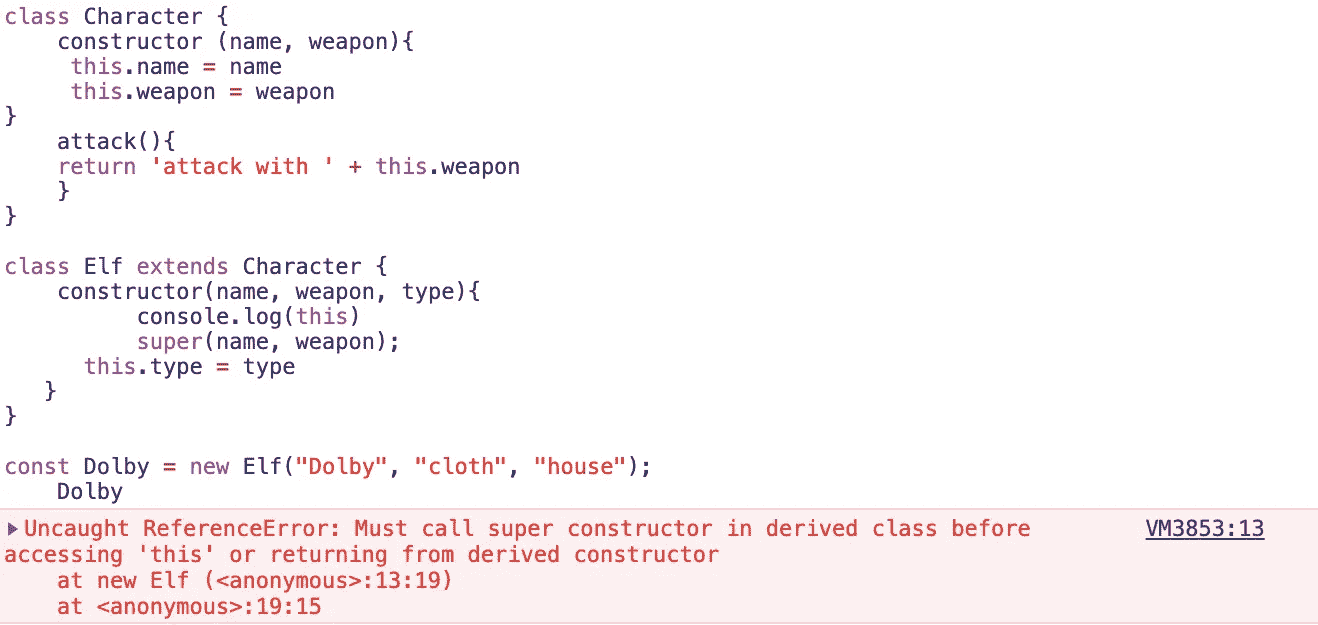 class Character {
    constructor (name, weapon){
     this.name = name
     this.weapon = weapon
}
    attack(){
    return 'attack with ' + this.weapon
    }
}

class Elf extends Character {
    constructor(name, weapon, type){
          console.log(this)
          super(name, weapon);
      this.type = type
   }
}

const Dolby = new Elf("Dolby", "cloth", "house");
    Dolby
▶Uncaught ReferenceError: Must call super constructor in derived class before VM3853:13
accessing 'this' or returning from derived constructor
    at new Elf (<anonymous>:13:19)
    at <anonymous>:19:15